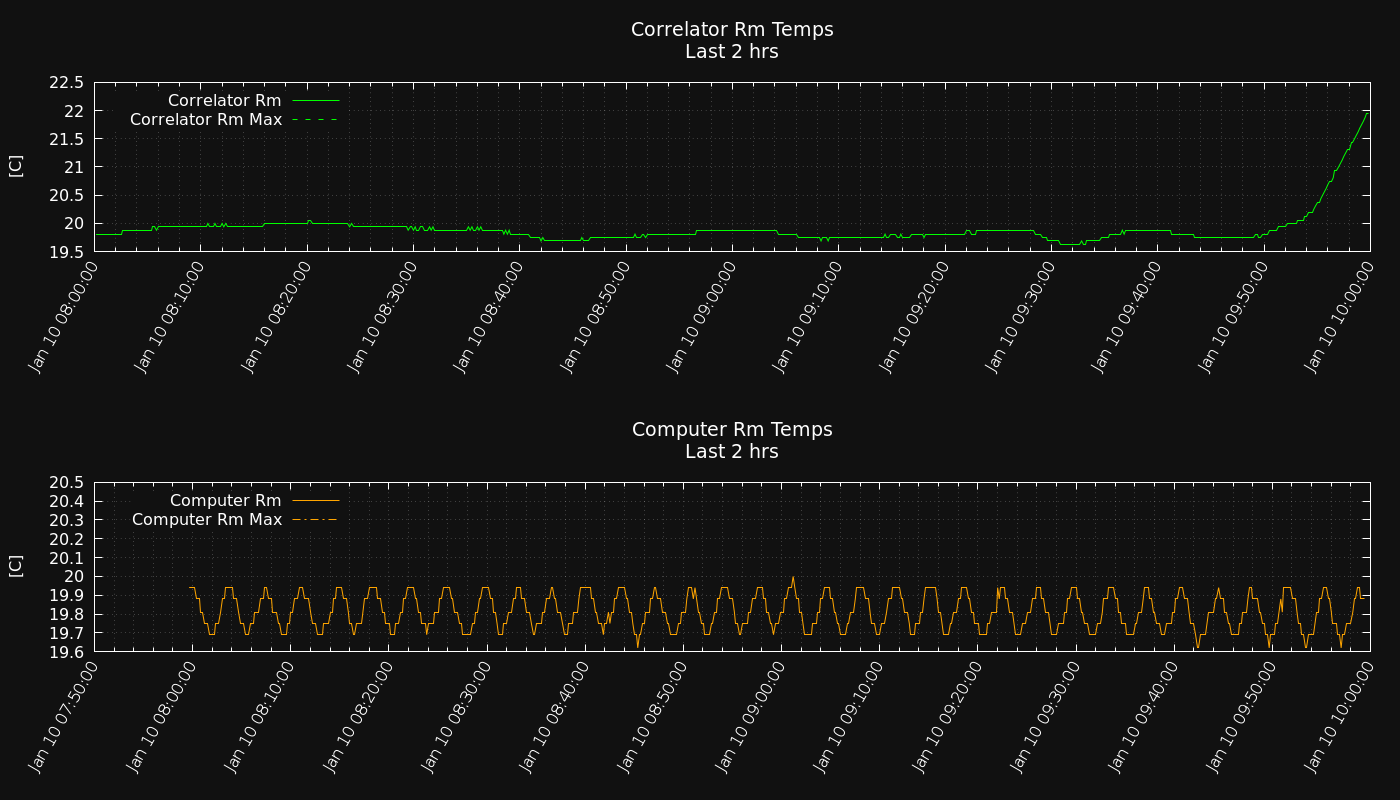 Correlator Rm Temps
Last 2 hrs
22.5
22
21.5
21
20.5
20
19.5
[C]
Correlator Rm
Correlator Rm Max
Jan 10 08:00:00
Jan 10 08:10:00
Jan 10 08:20:00
Jan 10 08:30:00
Jan 10 08:40:00
Jan 10 08:50:00
Jan 10 09:00:00
Jan 10 09:10:00
Jan 10 09:20:00
Jan 10 09:30:00
Jan 10 09:40:00
Jan 10 09:50:00
Jan 10 10:00:00
Computer Rm Temps
Last 2 hrs
20.5
20.4
20.3
20.2
20.1
20
19.9
19.8
19.7
19.6
[C]
Computer Rm
Computer Rm Max
Jan 10 07:50:00
Jan 10 08:00:00
Jan 10 08:10:00
Jan 10 08:20:00
Jan 10 08:30:00
Jan 10 08:40:00
Jan 10 08:50:00
Jan 10 09:00:00
Jan 10 09:10:00
Jan 10 09:20:00
Jan 10 09:30:00
Jan 10 09:40:00
Jan 10 09:50:00
Jan 10 10:00:00